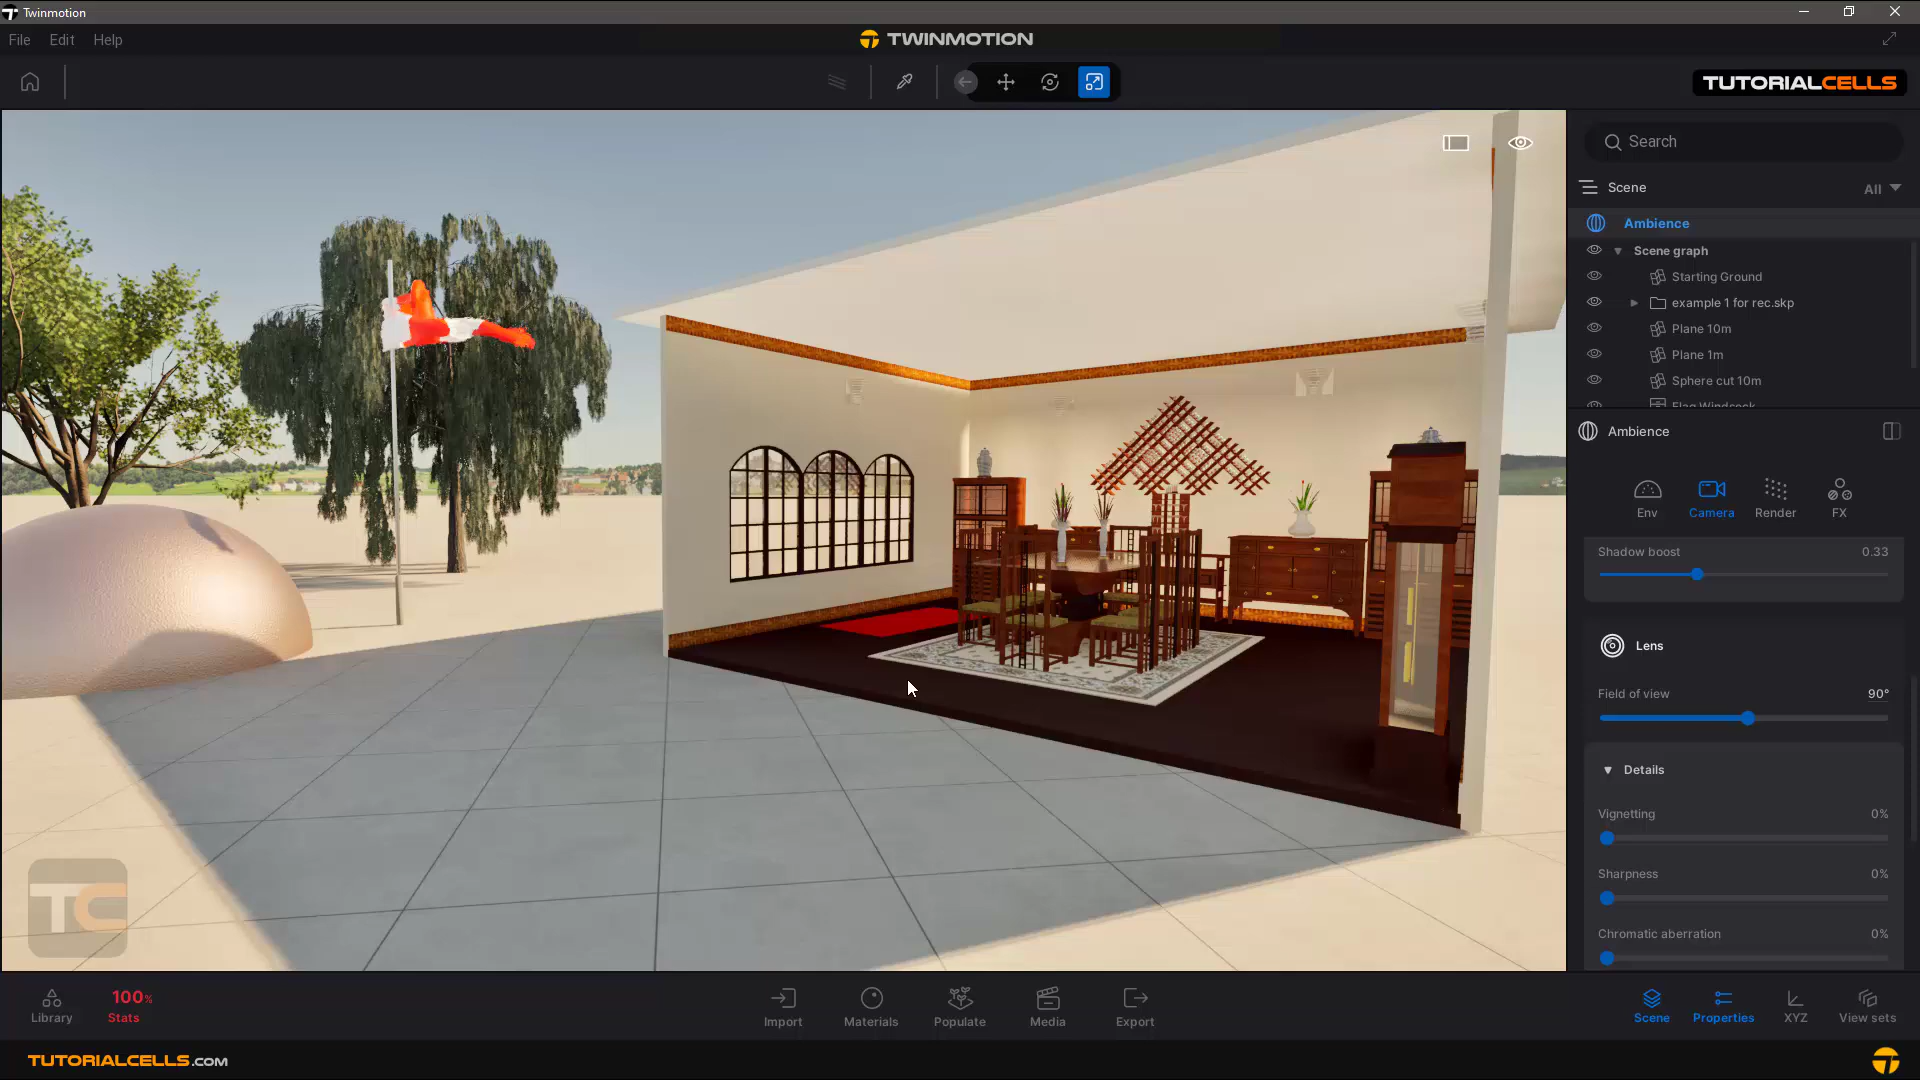 Twinmotion
File Edit Help
TWINMOTION
TUTORIALCELLS
Search
Scene All
Ambience
Scene graph
Starting Ground
example 1 for rec.skp
Plane 10m
Plane 1m
Sphere cut 10m
Flag Windsock
Ambience
Env Camera Render FX
Shadow boost 0.33
Lens
Field of view 90°
Details
Vignetting 0%
Sharpness 0%
Chromatic aberration 0%
TC
100%
Library Stats Import Materials Populate Media Export Scene Properties XYZ View sets
TUTORIALCELLS.COM